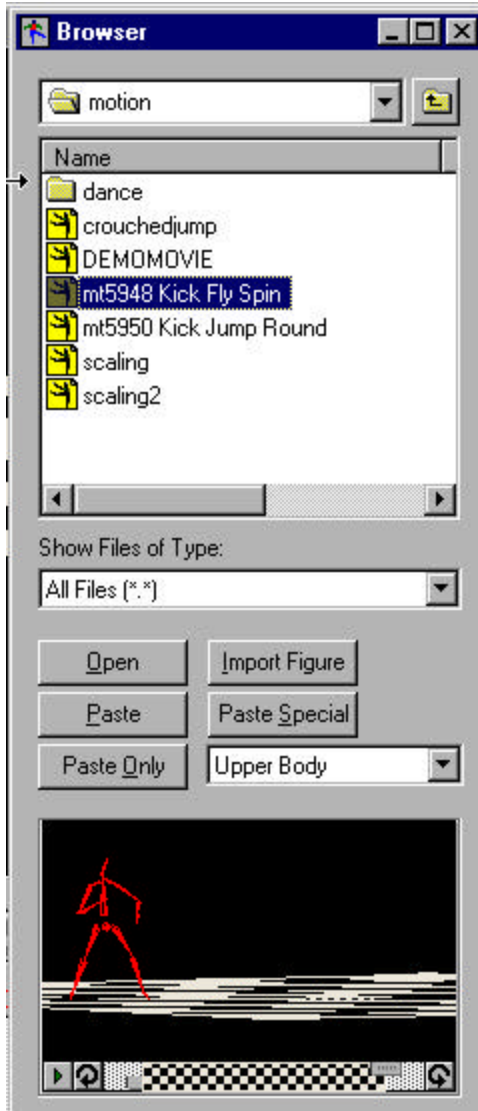 Browser
motion
Name
dance
crouchedjump
DEMOMOVIE
mt5948 Kick Fly Spin
mt5950 Kick Jump Round
scaling
scaling2
Show Files of Type:
All Files (*.*)
Open
Import Figure
Paste
Paste Special
Paste Only
Upper Body